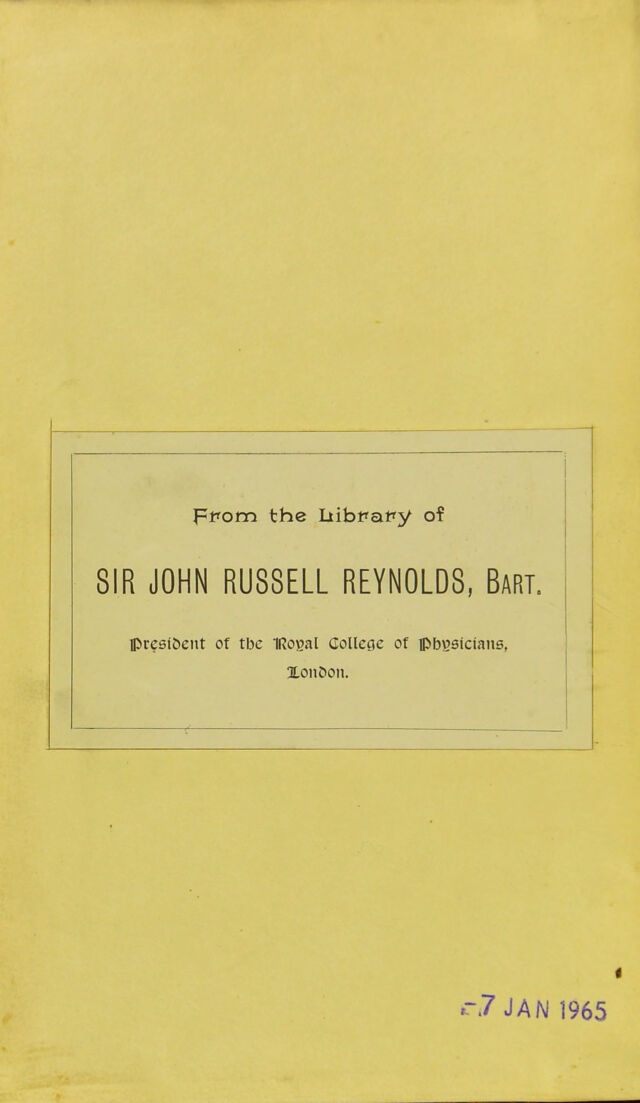 From the Library of
SIR JOHN RUSSELL REYNOLDS, BART.
President of the Royal College of Physicians,
London.
-7 JAN 1965